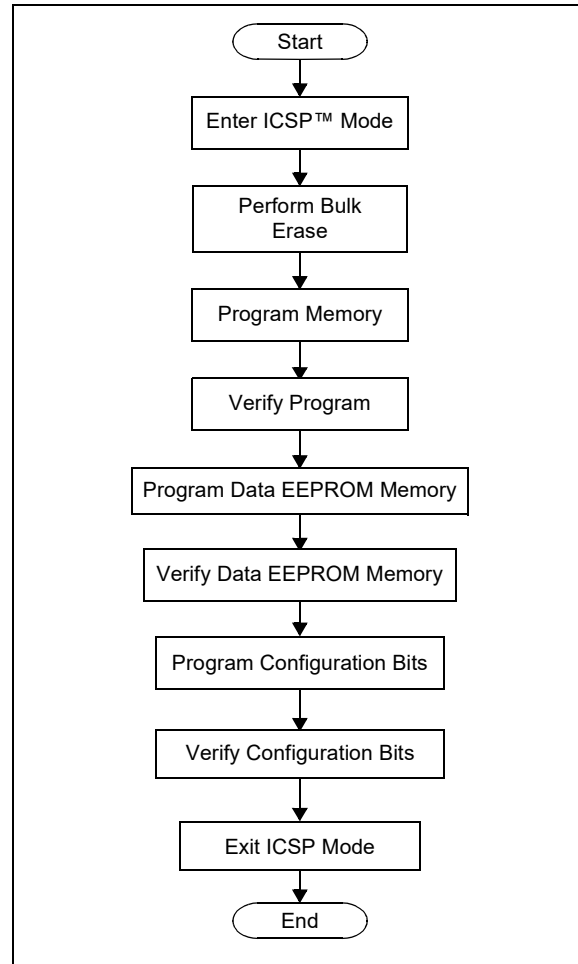 Start
Enter ICSP™ Mode
Perform Bulk
Erase
Program Memory
Verify Program
Program Data EEPROM Memory
Verify Data EEPROM Memory
Program Configuration Bits
Verify Configuration Bits
Exit ICSP Mode
End